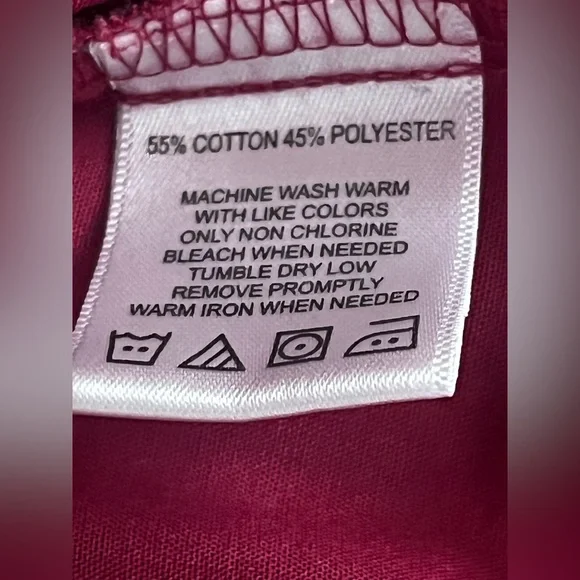 55% COTTON 45% POLYESTER
MACHINE WASH WARM
WITH LIKE COLORS
ONLY NON CHLORINE
BLEACH WHEN NEEDED
TUMBLE DRY LOW
REMOVE PROMPTLY
WARM IRON WHEN NEEDED